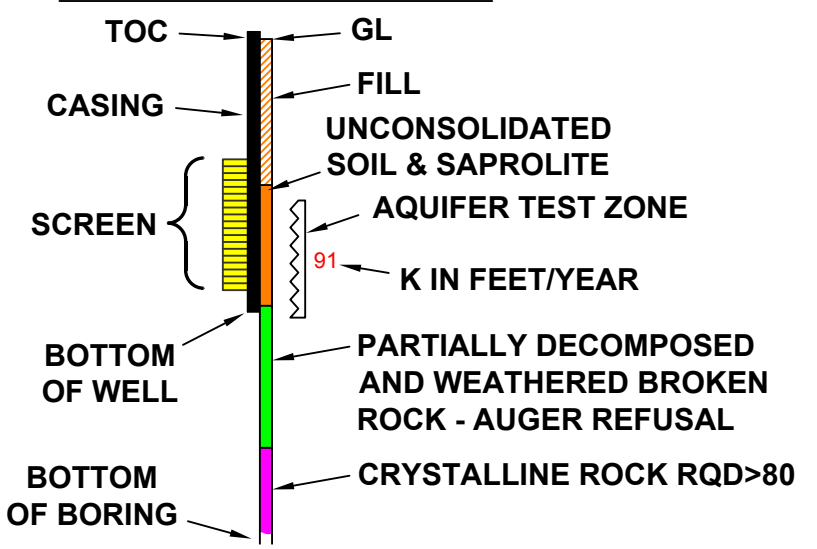 TOC
GL
FILL
CASING
UNCONSOLIDATED
SOIL & SAPROLITE
AQUIFER TEST ZONE
SCREEN
91
K IN FEET/YEAR
BOTTOM
OF WELL
PARTIALLY DECOMPOSED
AND WEATHERED BROKEN
ROCK - AUGER REFUSAL
CRYSTALLINE ROCK RQD>80
BOTTOM
OF BORING